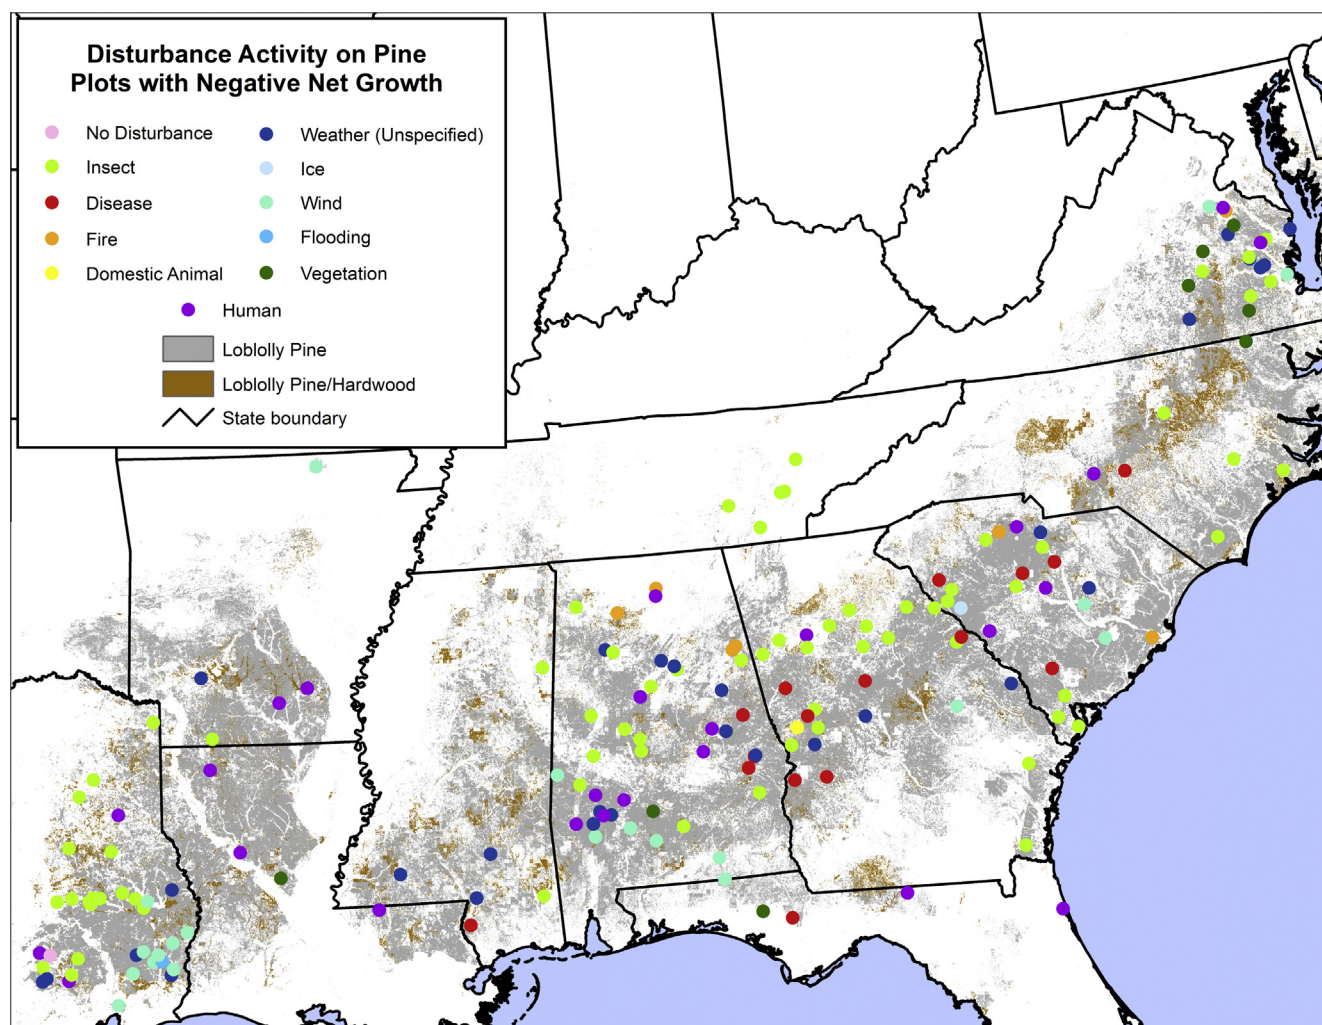 Disturbance Activity on Pine
Plots with Negative Net Growth
No Disturbance
Insect
Disease
Fire
Domestic Animal
Weather (Unspecified)
Ice
Wind
Flooding
Vegetation
Human
Loblolly Pine
Loblolly Pine/Hardwood
State boundary